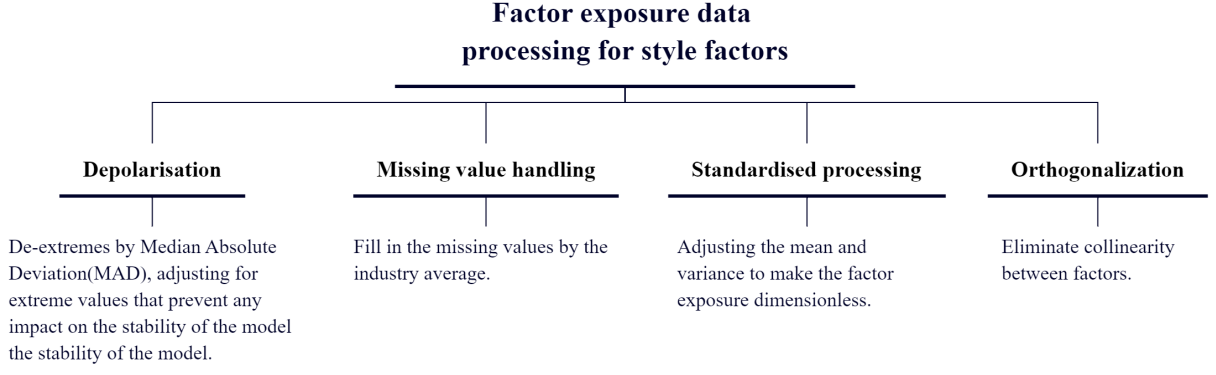 Factor exposure data
processing for style factors
Depolarisation
De-extremes by Median Absolute
Deviation(MAD), adjusting for
extreme values that prevent any
impact on the stability of the model
the stability of the model.
Missing value handling
Fill in the missing values by the
industry average.
Standardised processing
Adjusting the mean and
variance to make the factor
exposure dimensionless.
Orthogonalization
Eliminate collinearity
between factors.